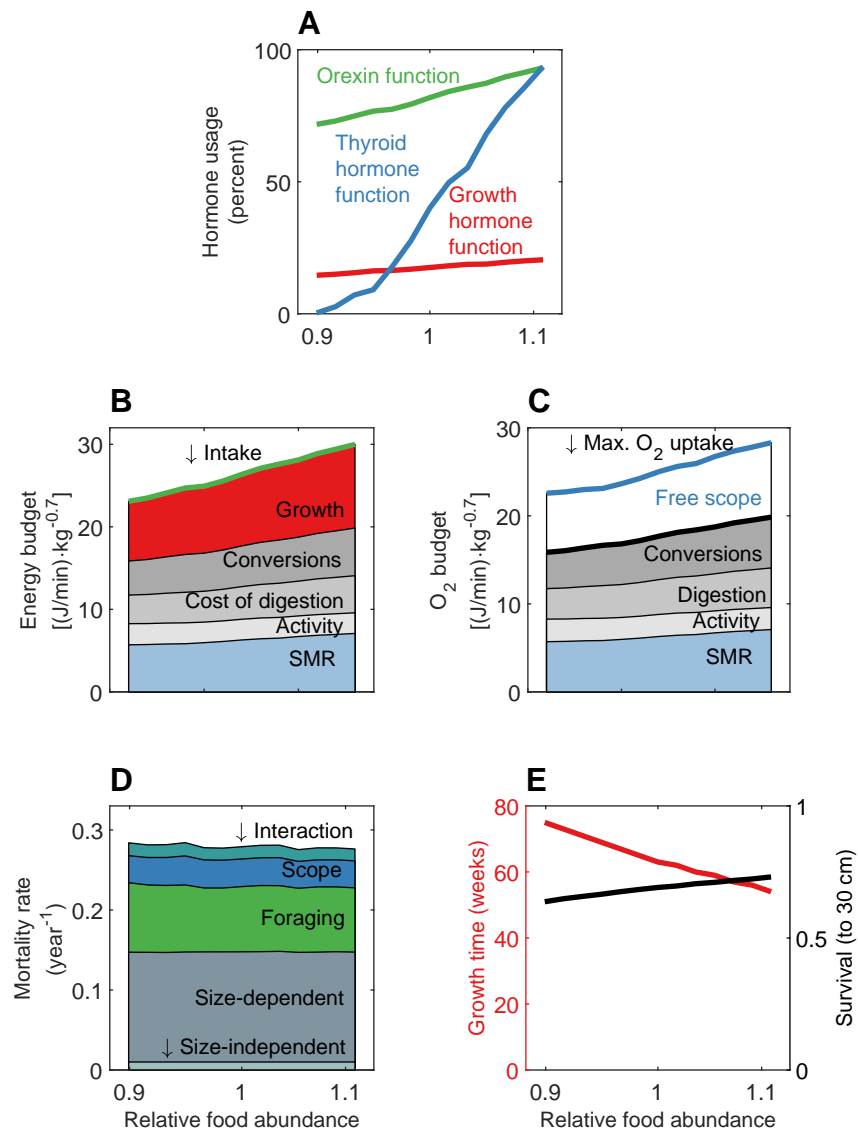 A
100
50
0
Hormone usage
(percent)
Orexin function
Thyroid
hormone
function
Growth
hormone
function
0.9
1
1.1
B
30
20
10
0
Energy budget
[(J/min)·kg^-0.7]
↓ Intake
Growth
Conversions
Cost of digestion
Activity
SMR
C
30
20
10
0
O2 budget
[(J/min)·kg^-0.7]
↓ Max. O2 uptake
Free scope
Conversions
Digestion
Activity
SMR
D
0.3
0.2
0.1
0
Mortality rate
(year^-1)
↓ Interaction
Scope
Foraging
Size-dependent
↓ Size-independent
0.9
1
1.1
Relative food abundance
E
80
60
40
20
0
Growth time (weeks)
1
0.5
0
Survival (to 30 cm)
0.9
1
1.1
Relative food abundance